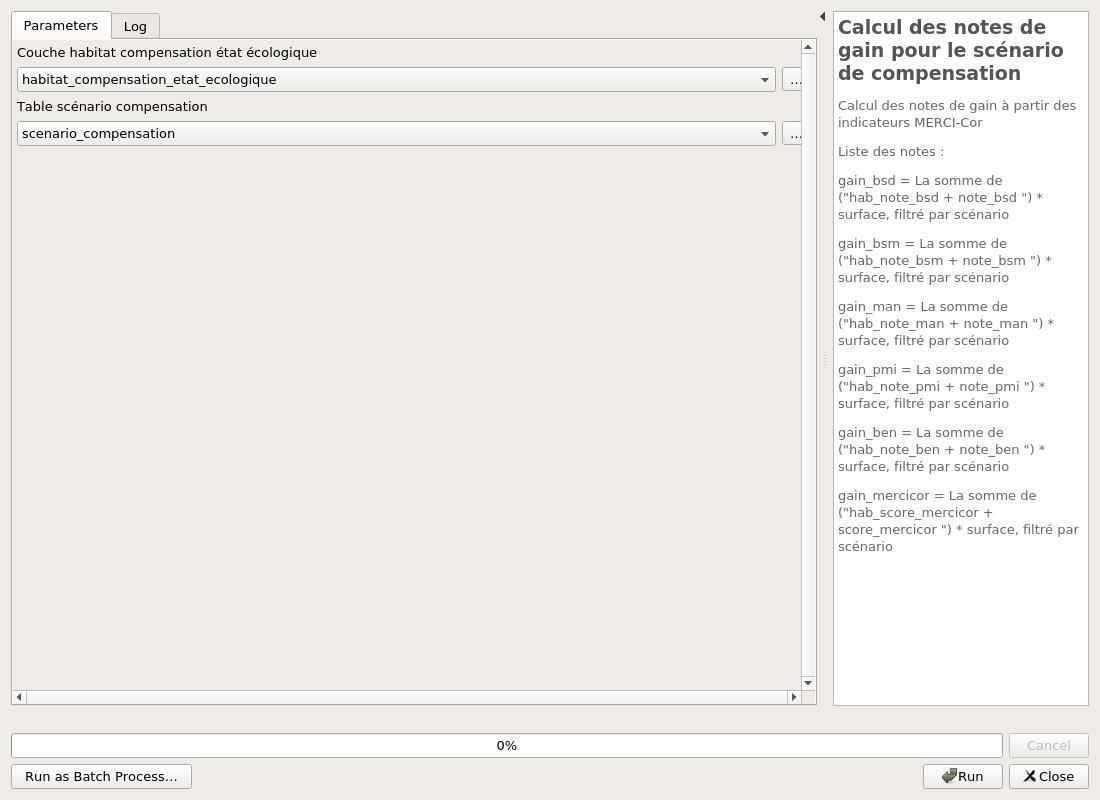 Parameters
Log
Couche habitat compensation état écologique
habitat_compensation_etat_ecologique
...
Table scénario compensation
scenario_compensation
...
Calcul des notes de
gain pour le scénario
de compensation
Calcul des notes de gain à partir des
indicateurs MERCI-Cor
Liste des notes :
gain_bsd = La somme de
("hab_note_bsd + note_bsd ") *
surface, filtré par scénario
gain_bsm = La somme de
("hab_note_bsm + note_bsm ") *
surface, filtré par scénario
gain_man = La somme de
("hab_note_man + note_man ") *
surface, filtré par scénario
gain_pmi = La somme de
("hab_note_pmi + note_pmi ") *
surface, filtré par scénario
gain_ben = La somme de
("hab_note_ben + note_ben ") *
surface, filtré par scénario
gain_mercicor = La somme de
("hab_score_mercicor +
score_mercicor ") * surface, filtré par
scénario
0%
Cancel
Run as Batch Process...
Run
Close